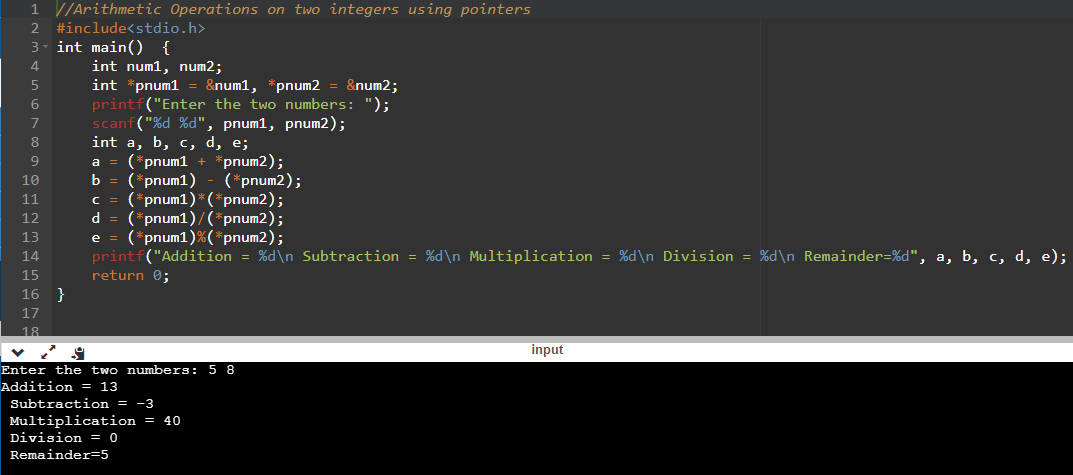 1 //Arithmetic Operations on two integers using pointers
2 #include<stdio.h>
3 int main()  {
4     int num1, num2;
5     int *pnum1 = &num1, *pnum2 = &num2;
6     printf("Enter the two numbers: ");
7     scanf("%d %d", pnum1, pnum2);
8     int a, b, c, d, e;
9     a = (*pnum1 + *pnum2);
10     b = (*pnum1) - (*pnum2);
11     c = (*pnum1)*(*pnum2);
12     d = (*pnum1)/(*pnum2);
13     e = (*pnum1)%(*pnum2);
14     printf("Addition = %d\n Subtraction = %d\n Multiplication = %d\n Division = %d\n Remainder=%d", a, b, c, d, e);
15     return 0;
16 }
17
18
input
Enter the two numbers: 5 8
Addition = 13
 Subtraction = -3
 Multiplication = 40
 Division = 0
 Remainder=5